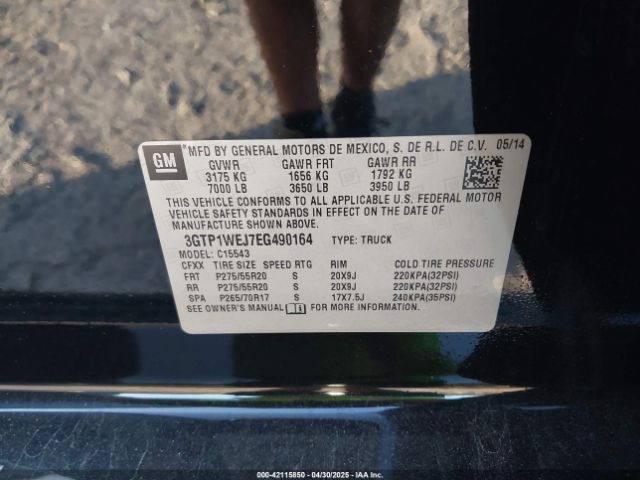 GM
MFD BY GENERAL MOTORS DE MEXICO, S. DE R.L. DE C.V. 05/14
GVWR GAWR FRT GAWR RR
3175 KG 1656 KG 1792 KG
7000 LB 3650 LB 3950 LB
THIS VEHICLE CONFORMS TO ALL APPLICABLE U.S. FEDERAL MOTOR
VEHICLE SAFETY STANDARDS IN EFFECT ON THE DATE OF
MANUFACTURE SHOWN ABOVE.
3GTP1WEJ7EG490164 TYPE: TRUCK
MODEL: C15543
CFXX TIRE SIZE SPEED RTG RIM COLD TIRE PRESSURE
FRT P275/55R20 S 20X9J 220KPA(32PSI)
RR P275/55R20 S 20X9J 220KPA(32PSI)
SPA P265/70R17 S 17X7.5J 240KPA(35PSI)
SEE OWNER'S MANUAL FOR MORE INFORMATION.
000-42115850 - 04/30/2025 - IAA Inc.